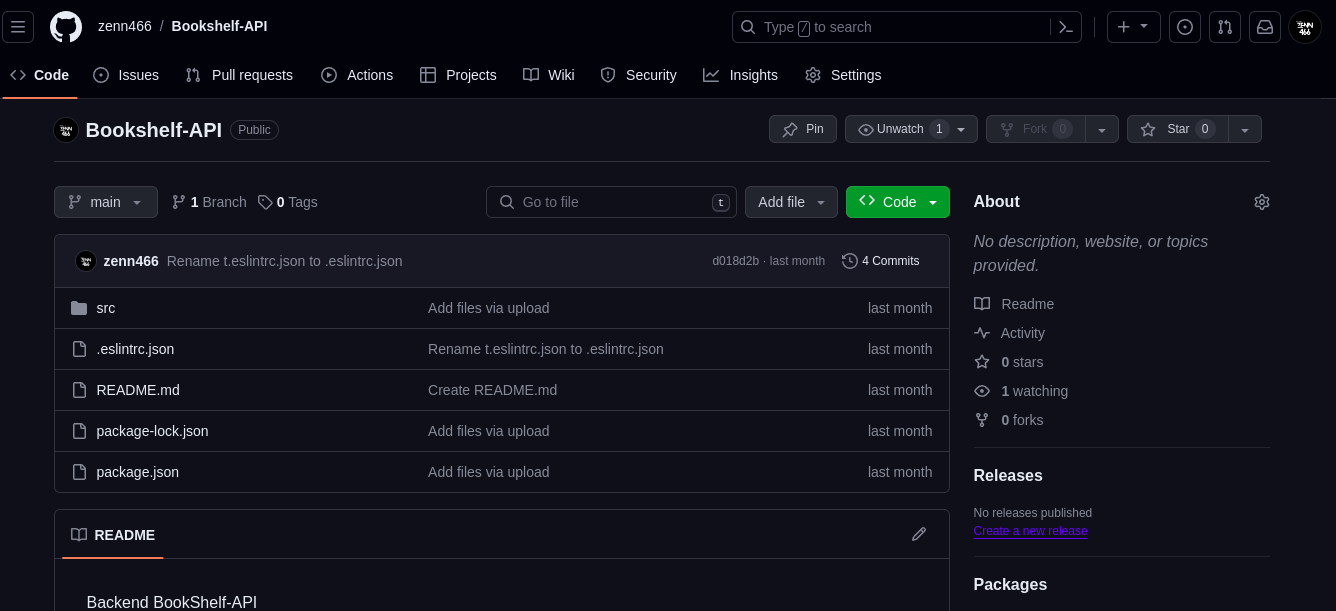 zenn466 / Bookshelf-API
Type / to search
Code Issues Pull requests Actions Projects Wiki Security Insights Settings
ZENN 466
Bookshelf-API Public
Pin Unwatch 1 Fork 0 Star 0
main 1 Branch 0 Tags Go to file t Add file Code
zenn466 Rename t.eslintrc.json to .eslintrc.json d018d2b · last month 4 Commits
src Add files via upload last month
.eslintrc.json Rename t.eslintrc.json to .eslintrc.json last month
README.md Create README.md last month
package-lock.json Add files via upload last month
package.json Add files via upload last month
README
Backend BookShelf-API
About
No description, website, or topics
provided.
Readme
Activity
0 stars
1 watching
0 forks
Releases
No releases published
Create a new release
Packages